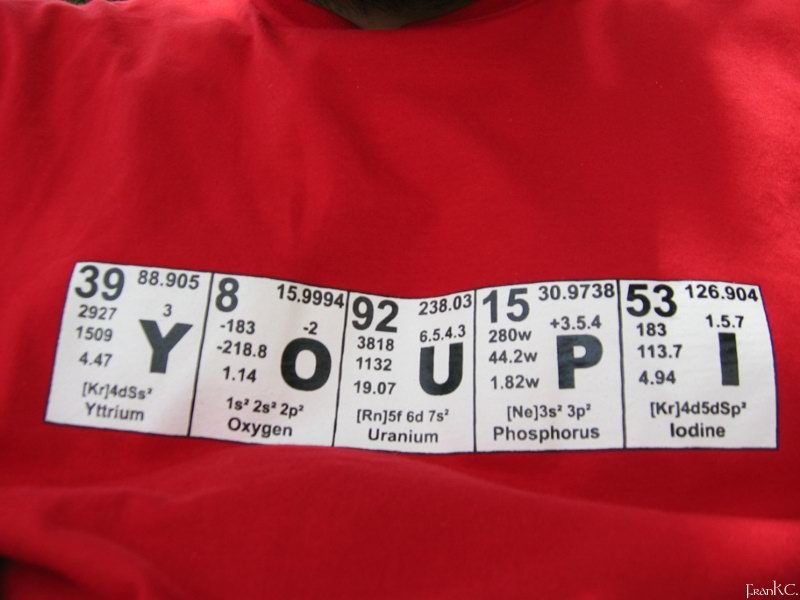 39 88.905
2927 3
1509 Y
4.47
[Kr]4dSs²
Yttrium
8 15.9994
-183 -2
-218.8 O
1.14
1s² 2s² 2p²
Oxygen
92 238.03
3818 6.5.4.3
1132 U
19.07
[Rn]5f 6d 7s²
Uranium
15 30.9738
280w +3.5.4
44.2w P
1.82w
[Ne]3s² 3p²
Phosphorus
53 126.904
183 1.5.7
113.7 I
4.94
[Kr]4d5dSp²
Iodine
FranKC.